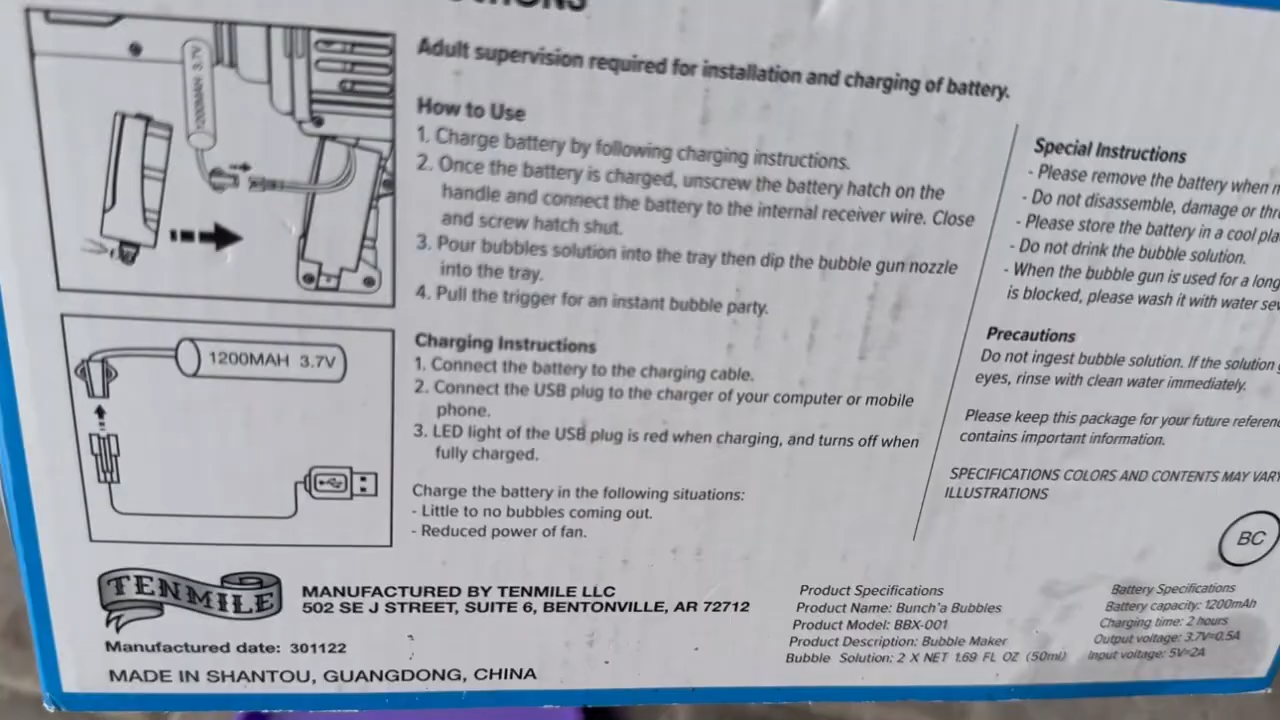 Adult supervision required for installation and charging of battery.
1200MAH 3.7V
How to Use
1. Charge battery by following charging instructions.
2. Once the battery is charged, unscrew the battery hatch on the
handle and connect the battery to the internal receiver wire. Close
and screw hatch shut.
3. Pour bubbles solution into the tray then dip the bubble gun nozzle
into the tray.
4. Pull the trigger for an instant bubble party.
1200MAH 3.7V
Charging Instructions
1. Connect the battery to the charging cable.
2. Connect the USB plug to the charger of your computer or mobile
phone.
3. LED light of the USB plug is red when charging, and turns off when
fully charged.
Charge the battery in the following situations:
- Little to no bubbles coming out.
- Reduced power of fan.
Special Instructions
- Please remove the battery when
- Do not disassemble, damage or
- Please store the battery in a cool
- Do not drink the bubble solution.
- When the bubble gun is used for a long
is blocked, please wash it with water
Precautions
Do not ingest bubble solution. If the solution
eyes, rinse with clean water immediately.
Please keep this package for your future
contains important information.
SPECIFICATIONS COLORS AND CONTENTS MAY VARY
ILLUSTRATIONS
BC
TENMILE
MANUFACTURED BY TENMILE LLC
502 SE J STREET, SUITE 6, BENTONVILLE, AR 72712
Manufactured date: 301122
MADE IN SHANTOU, GUANGDONG, CHINA
Product Specifications
Product Name: Bunch'a Bubbles
Product Model: BBX-001
Product Description: Bubble Maker
Bubble Solution: 2 X NET 1.69 FL OZ (50ml)
Battery Specifications
Battery capacity: 1200mAh
Charging time: 2 hours
Output voltage: 3.7V=0.5A
Input voltage: 5V=2A